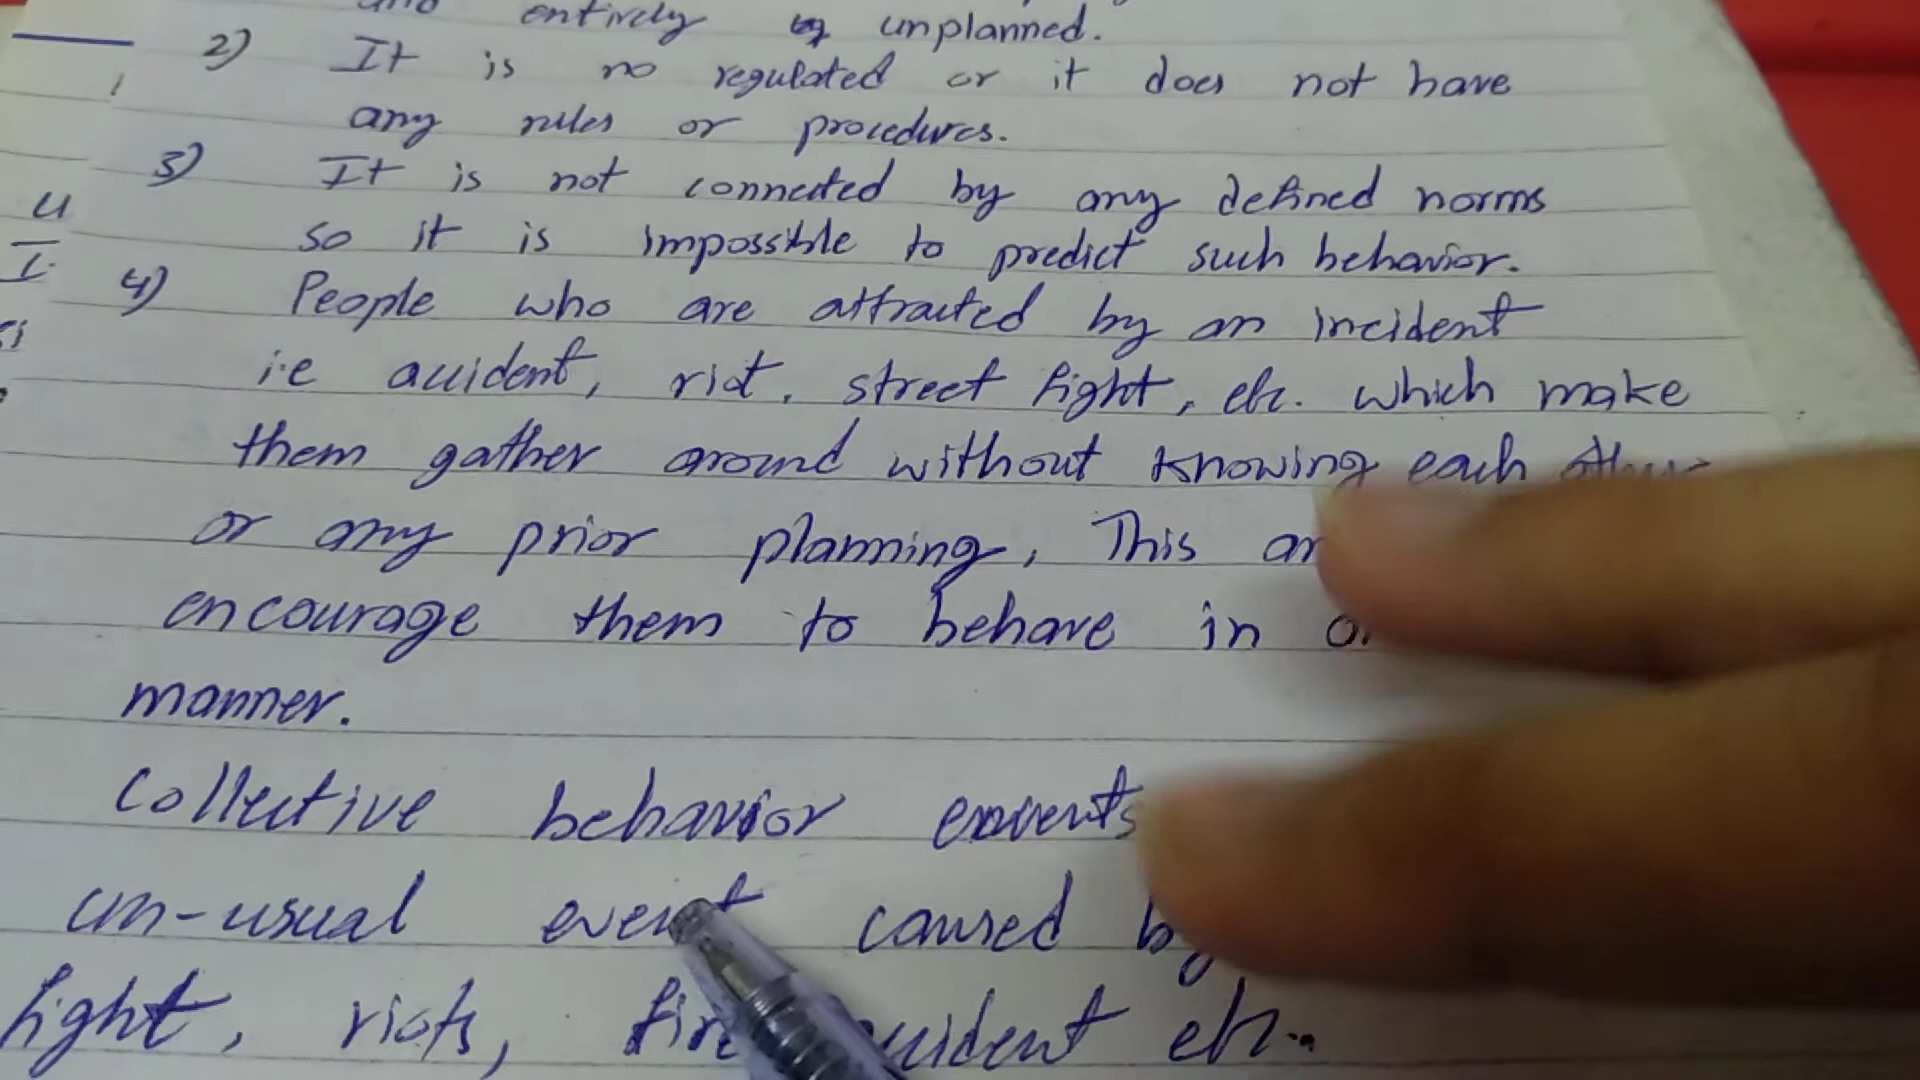 entirely unplanned.
2) It is no regulated or it does not have
any rules or procedures.
3) It is not connected by any defined norms
so it is impossible to predict such behavior.
4) People who are attracted by an incident
i.e accident, riot, street fight, etc. which make
them gather around without knowing each other
or any prior planning, This
encourage them to behave in
manner.
Collective behavior
un-usual event caused by
fight, riots, accident etc..